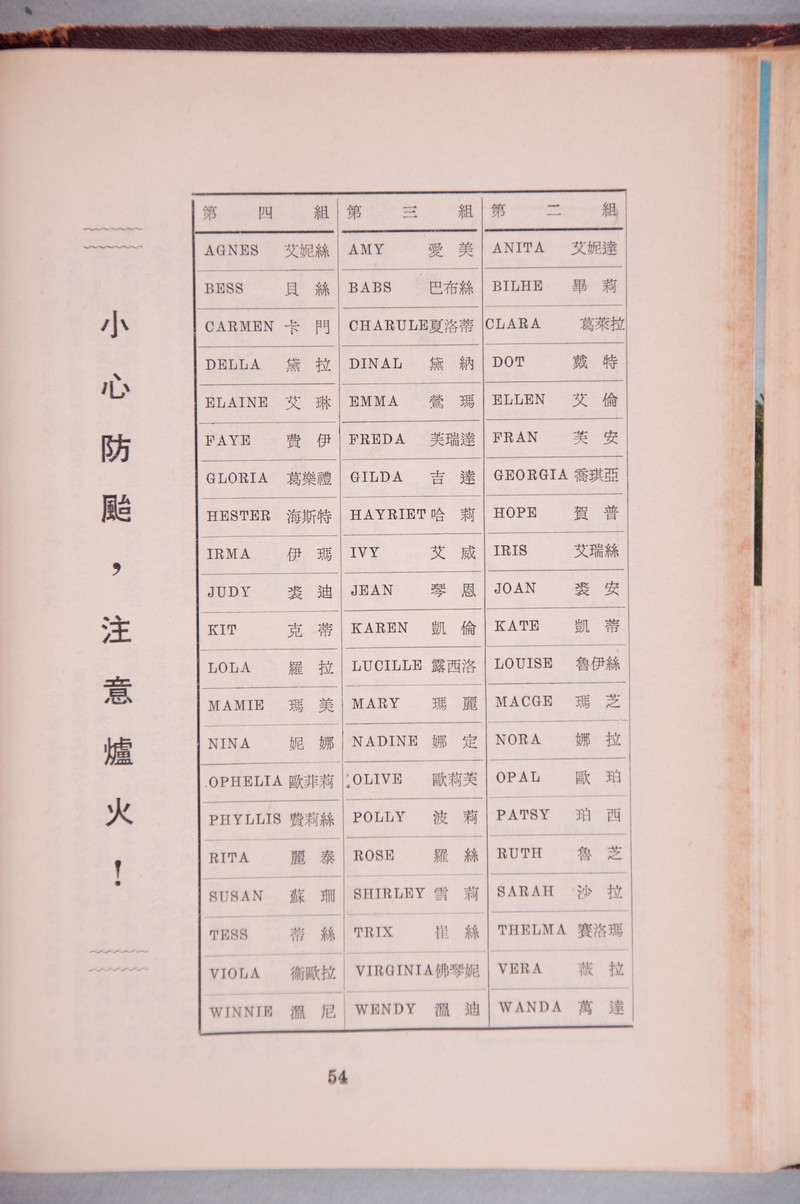 第二組 第三組 第四組
ANITA 艾妮達 AMY 愛美 AGNES 艾妮絲
BILHE 畢莉 BABS 巴布絲 BESS 貝絲
CLARA 葛萊拉 CHARULE 夏洛蒂 CARMEN 卡門
DOT 戴特 DINAL 黛納 DELLA 黛拉
ELLEN 艾倫 EMMA 鶯瑪 ELAINE 艾琳
FRAN 芙安 FREDA 芙瑞達 FAYE 費伊
GEORGIA 喬琪亞 GILDA 吉達 GLORIA 葛樂禮
HOPE 賀普 HAYRIET 哈莉 HESTER 海斯特
IRIS 艾瑞絲 IVY 艾威 IRMA 伊瑪
JOAN 裘安 JEAN 琴恩 JUDY 裘迪
KATE 凱蒂 KAREN 凱倫 KIT 克蒂
LOUISE 魯伊絲 LUCILLE 露西洛 LOLA 羅拉
MACGE 瑪芝 MARY 瑪麗 MAMIE 瑪美
NORA 娜拉 NADINE 娜定 NINA 妮娜
OPAL 歐珀 OLIVE 歐莉芙 OPHELIA 歐菲莉
PATSY 珀西 POLLY 波莉 PHYLLIS 費莉絲
RUTH 魯芝 ROSE 羅絲 RITA 麗泰
SARAH 沙拉 SHIRLEY 雪莉 SUSAN 蘇珊
THELMA 賽洛瑪 TRIX 崔絲 TESS 蒂絲
VERA 薇拉 VIRGINIA 佛琴妮 VIOLA 衞歐拉
WANDA 萬達 WENDY 溫迪 WINNIE 溫尼
小心防颱，注意爐火！
54